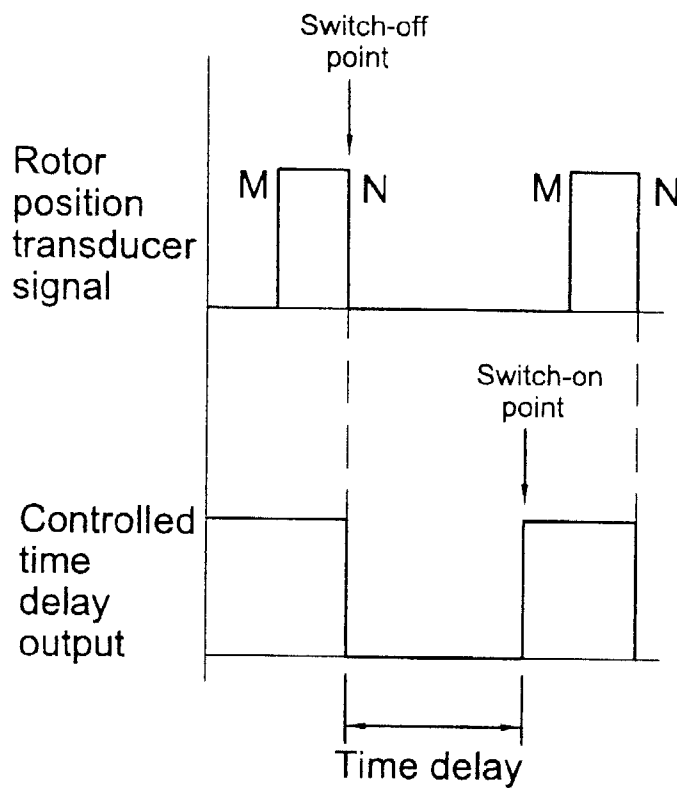 Switch-off
point
Rotor
position
transducer
signal
M
N
M
N
Switch-on
point
Controlled
time
delay
output
Time delay